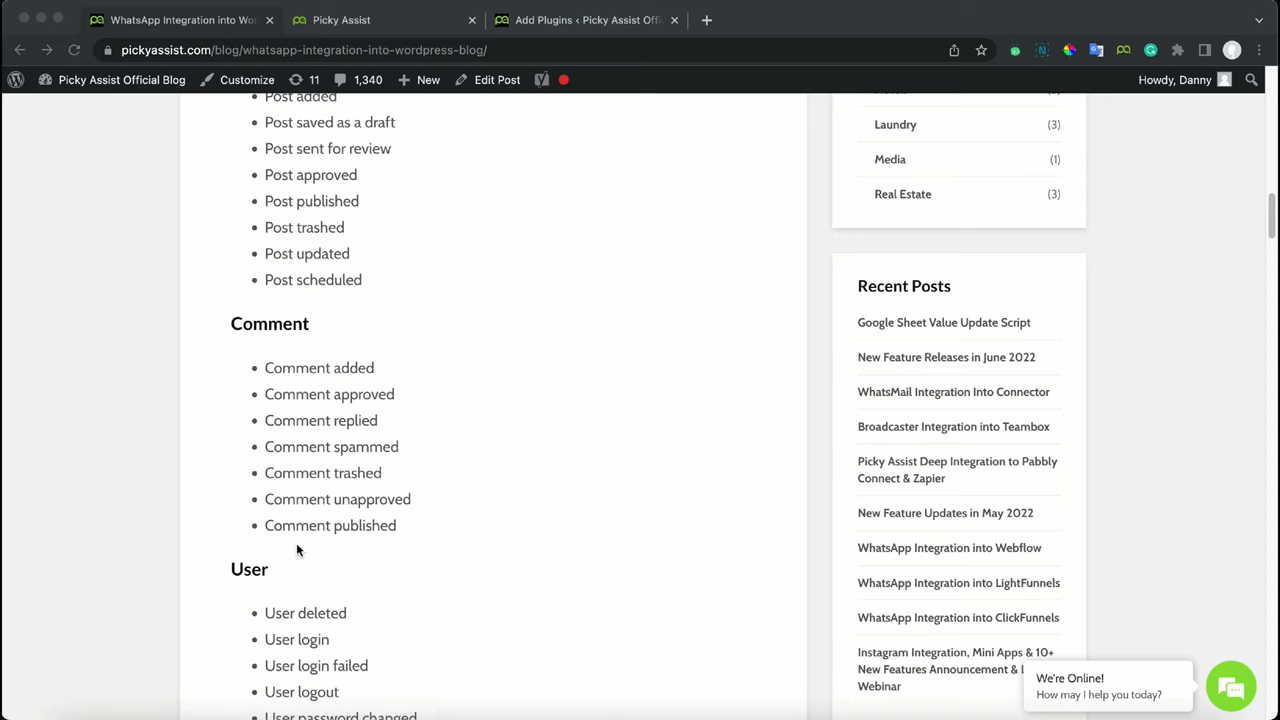 WhatsApp Integration into Wor
Picky Assist
Add Plugins ‹ Picky Assist Offi
pickyassist.com/blog/whatsapp-integration-into-wordpress-blog/
Picky Assist Official Blog
Customize
11
1,340
New
Edit Post
Howdy, Danny
Post added
Post saved as a draft
Post sent for review
Post approved
Post published
Post trashed
Post updated
Post scheduled
Comment
Comment added
Comment approved
Comment replied
Comment spammed
Comment trashed
Comment unapproved
Comment published
User
User deleted
User login
User login failed
User logout
User password changed
Laundry (3)
Media (1)
Real Estate (3)
Recent Posts
Google Sheet Value Update Script
New Feature Releases in June 2022
WhatsMail Integration Into Connector
Broadcaster Integration into Teambox
Picky Assist Deep Integration to Pabbly
Connect & Zapier
New Feature Updates in May 2022
WhatsApp Integration into Webflow
WhatsApp Integration into LightFunnels
WhatsApp Integration into ClickFunnels
Instagram Integration, Mini Apps & 10+
New Features Announcement &
Webinar
We're Online!
How may I help you today?